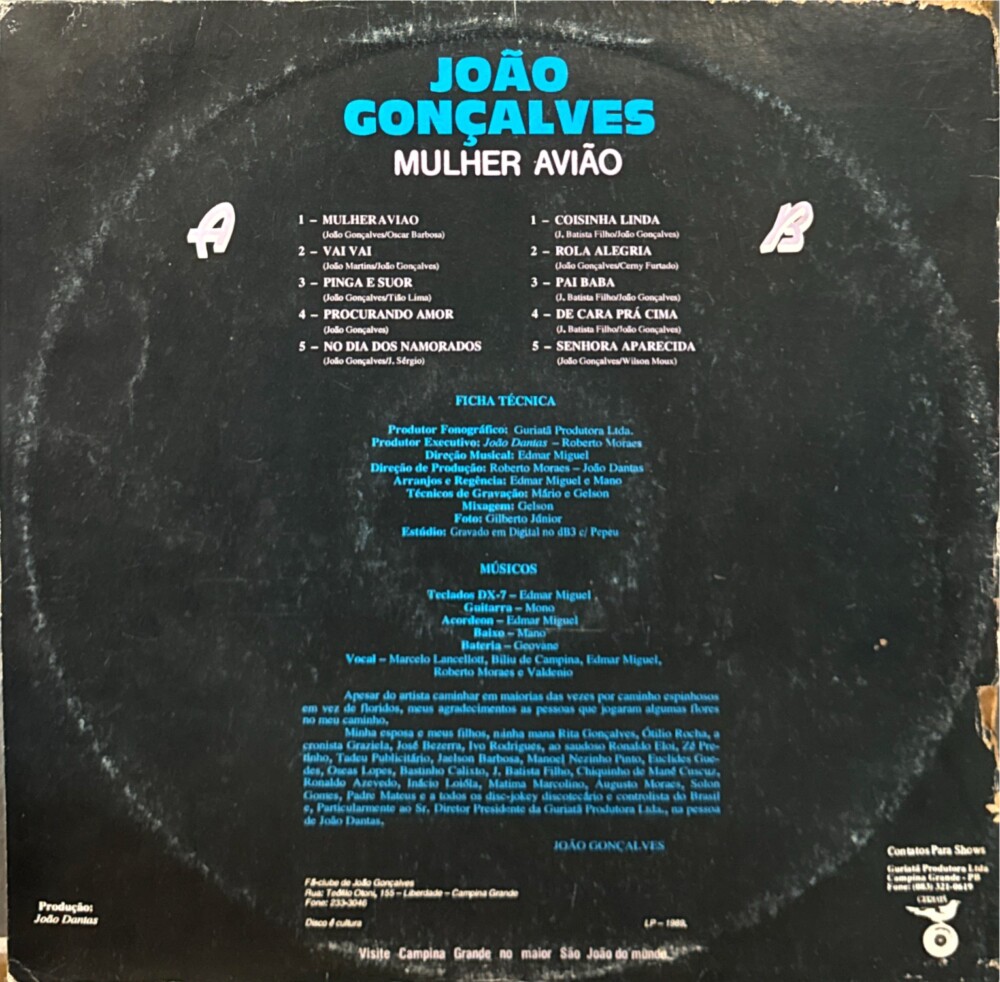 JOÃO
GONÇALVES
MULHER AVIÃO
A
1 – MULHER AVIAO
(João Gonçalves/Oscar Barbosa)
2 – VAI VAI
(João Martins/João Gonçalves)
3 – PINGA E SUOR
(João Gonçalves/Tião Lima)
4 – PROCURANDO AMOR
(João Gonçalves)
5 – NO DIA DOS NAMORADOS
(João Gonçalves/J. Sérgio)
B
1 – COISINHA LINDA
(J. Batista Filho/João Gonçalves)
2 – ROLA ALEGRIA
(João Gonçalves/Cerny Furtado)
3 – PAI BABA
(J. Batista Filho/João Gonçalves)
4 – DE CARA PRÁ CIMA
(J. Batista Filho/João Gonçalves)
5 – SENHORA APARECIDA
(João Gonçalves/Wilson Moux)
FICHA TÉCNICA
Produtor Fonográfico: Guriatã Produtora Ltda.
Produtor Executivo: João Dantas – Roberto Moraes
Direção Musical: Edmar Miguel
Direção de Produção: Roberto Moraes – João Dantas
Arranjos e Regência: Edmar Miguel e Mano
Técnicos de Gravação: Mário e Gelson
Mixagem: Gelson
Foto: Gilberto Júnior
Estúdio: Gravado em Digital no dB3 c/ Pepeu
MÚSICOS
Teclados DX-7 – Edmar Miguel
Guitarra – Mono
Acordeon – Edmar Miguel
Baixo – Mano
Bateria – Geovane
Vocal – Marcelo Lancellott, Biliu de Campina, Edmar Miguel,
Roberto Moraes e Valdenio
Apesar do artista caminhar em maiorias das vezes por caminho espinhosos
em vez de floridos, meus agradecimentos as pessoas que jogaram algumas flores
no meu caminho.
Minha esposa e meus filhos, ninha mana Rita Gonçalves, Ótilio Rocha, a
cronista Graziela, José Bezerra, Ivo Rodrigues, ao saudoso Ronaldo Eloi, Zé Pre-
tinho, Tadeu Publicitário, Jaelson Barbosa, Manoel Nezinho Pinto, Euclides Gue-
des, Oseas Lopes, Bastinho Calixto, J. Batista Filho, Chiquinho de Mané Cuscuz,
Ronaldo Azevedo, Inácio Loióla, Matima Marcolino, Augusto Moraes, Solon
Gomes, Padre Mateus e a todos os disc-jokey discotecário e controlista do Brasil
e, Particularmente ao Sr. Diretor Presidente da Guriatã Produtora Ltda., na pessoa
de João Dantas.
JOÃO GONÇALVES
Fã-clube de João Gonçalves
Rua: Teófilo Otoni, 155 – Liberdade – Campina Grande
Fone: 233-3046
Disco é cultura
LP – 1989,
Produção:
João Dantas
Contatos Para Shows
Guriatã Produtora Ltda
Campina Grande - PB
Fone: (083) 321-0619
Visite Campina Grande no maior São João do mundo.